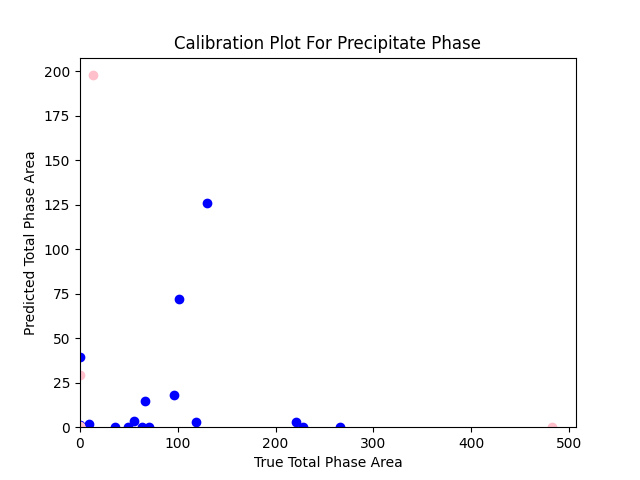 Calibration Plot For Precipitate Phase
Predicted Total Phase Area
200
175
150
125
100
75
50
25
0
0 100 200 300 400 500
True Total Phase Area